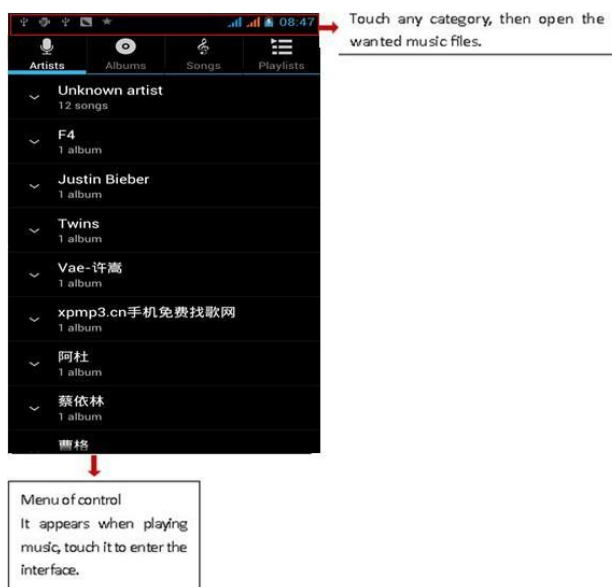 08:47
Touch any category, then open the
wanted music files.
Artists Albums Songs Playlists
Unknown artist
12 songs
F4
1 album
Justin Bieber
1 album
Twins
1 album
Vae-许嵩
1 album
xpmp3.cn手机免费找歌网
1 album
阿杜
1 album
蔡依林
1 album
曹格
Menu of control
It appears when playing
music, touch it to enter the
interface.